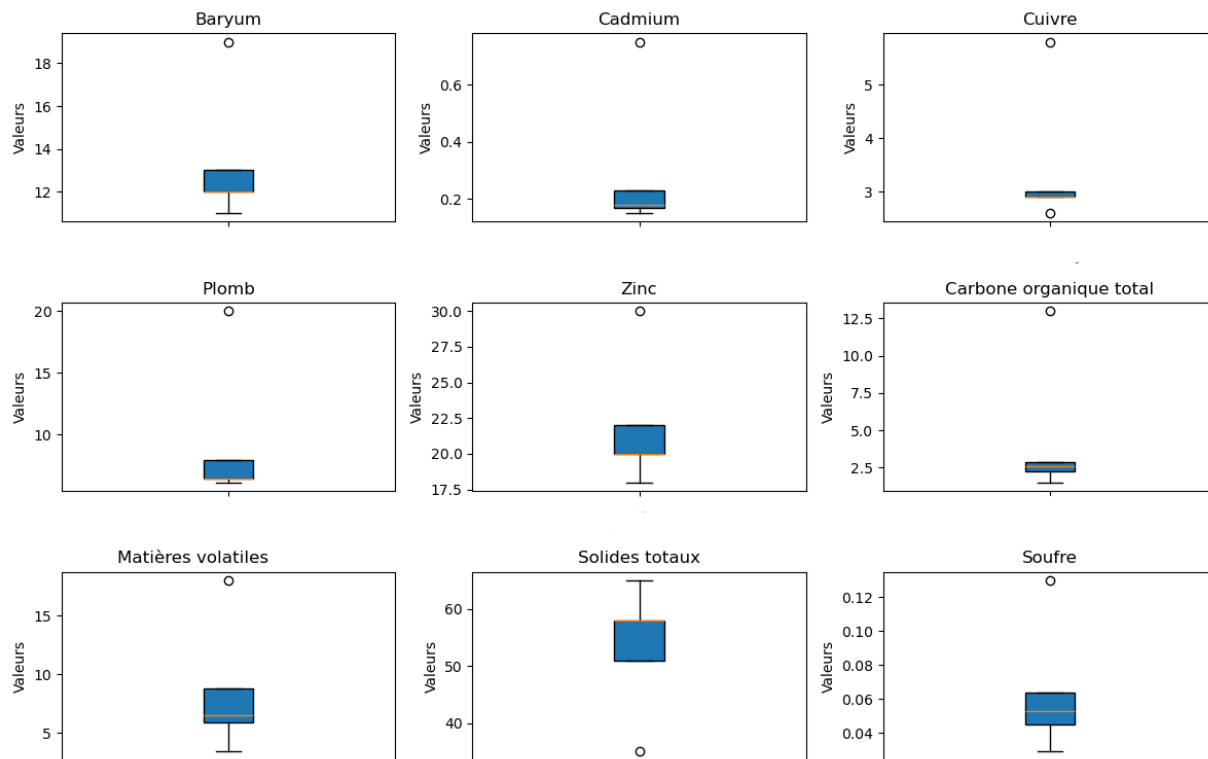 Baryum
Cadmium
Cuivre
Valeurs
18
16
14
12
Valeurs
0.6
0.4
0.2
Valeurs
5
4
3
Plomb
Zinc
Carbone organique total
Valeurs
20
15
10
Valeurs
30.0
27.5
25.0
22.5
20.0
17.5
Valeurs
12.5
10.0
7.5
5.0
2.5
Matières volatiles
Solides totaux
Soufre
Valeurs
15
10
5
Valeurs
60
50
40
Valeurs
0.12
0.10
0.08
0.06
0.04